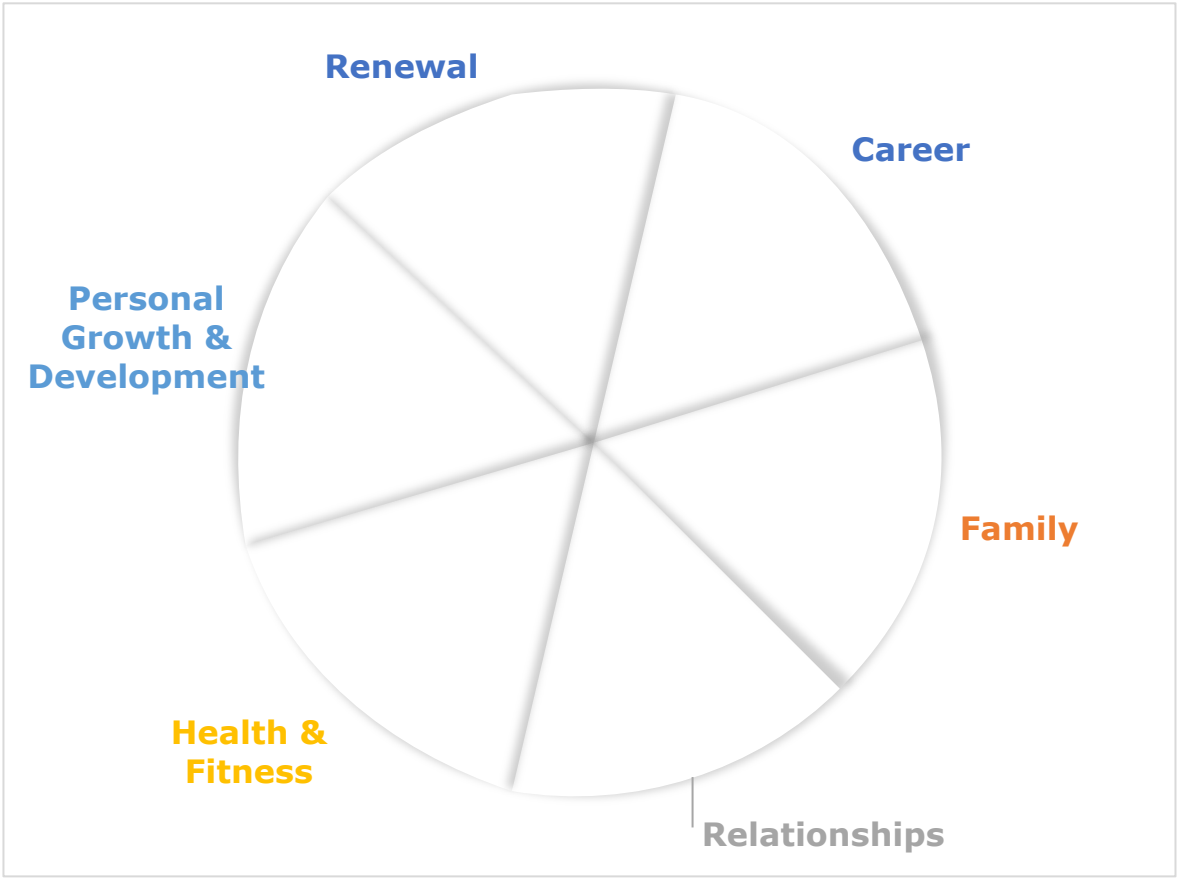 Renewal
Career
Personal
Growth &
Development
Family
Health &
Fitness
Relationships